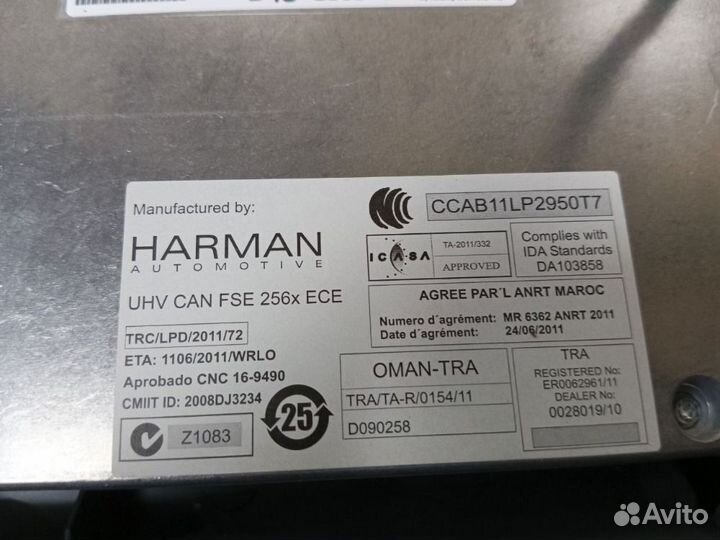 Manufactured by:
HARMAN
AUTOMOTIVE
UHV CAN FSE 256x ECE
TRC/LPD/2011/72
ETA: 1106/2011/WRLO
Aprobado CNC 16-9490
CMIIT ID: 2008DJ3234
Z1083
25
CCAB11LP2950T7
ICASA
TA-2011/332
APPROVED
Complies with
IDA Standards
DA103858
AGREE PAR'L ANRT MAROC
Numero d´agrément: MR 6362 ANRT 2011
Date d´agrément: 24/06/2011
OMAN-TRA
TRA/TA-R/0154/11
D090258
TRA
REGISTERED No:
ER0062961/11
DEALER No:
0028019/10
Avito